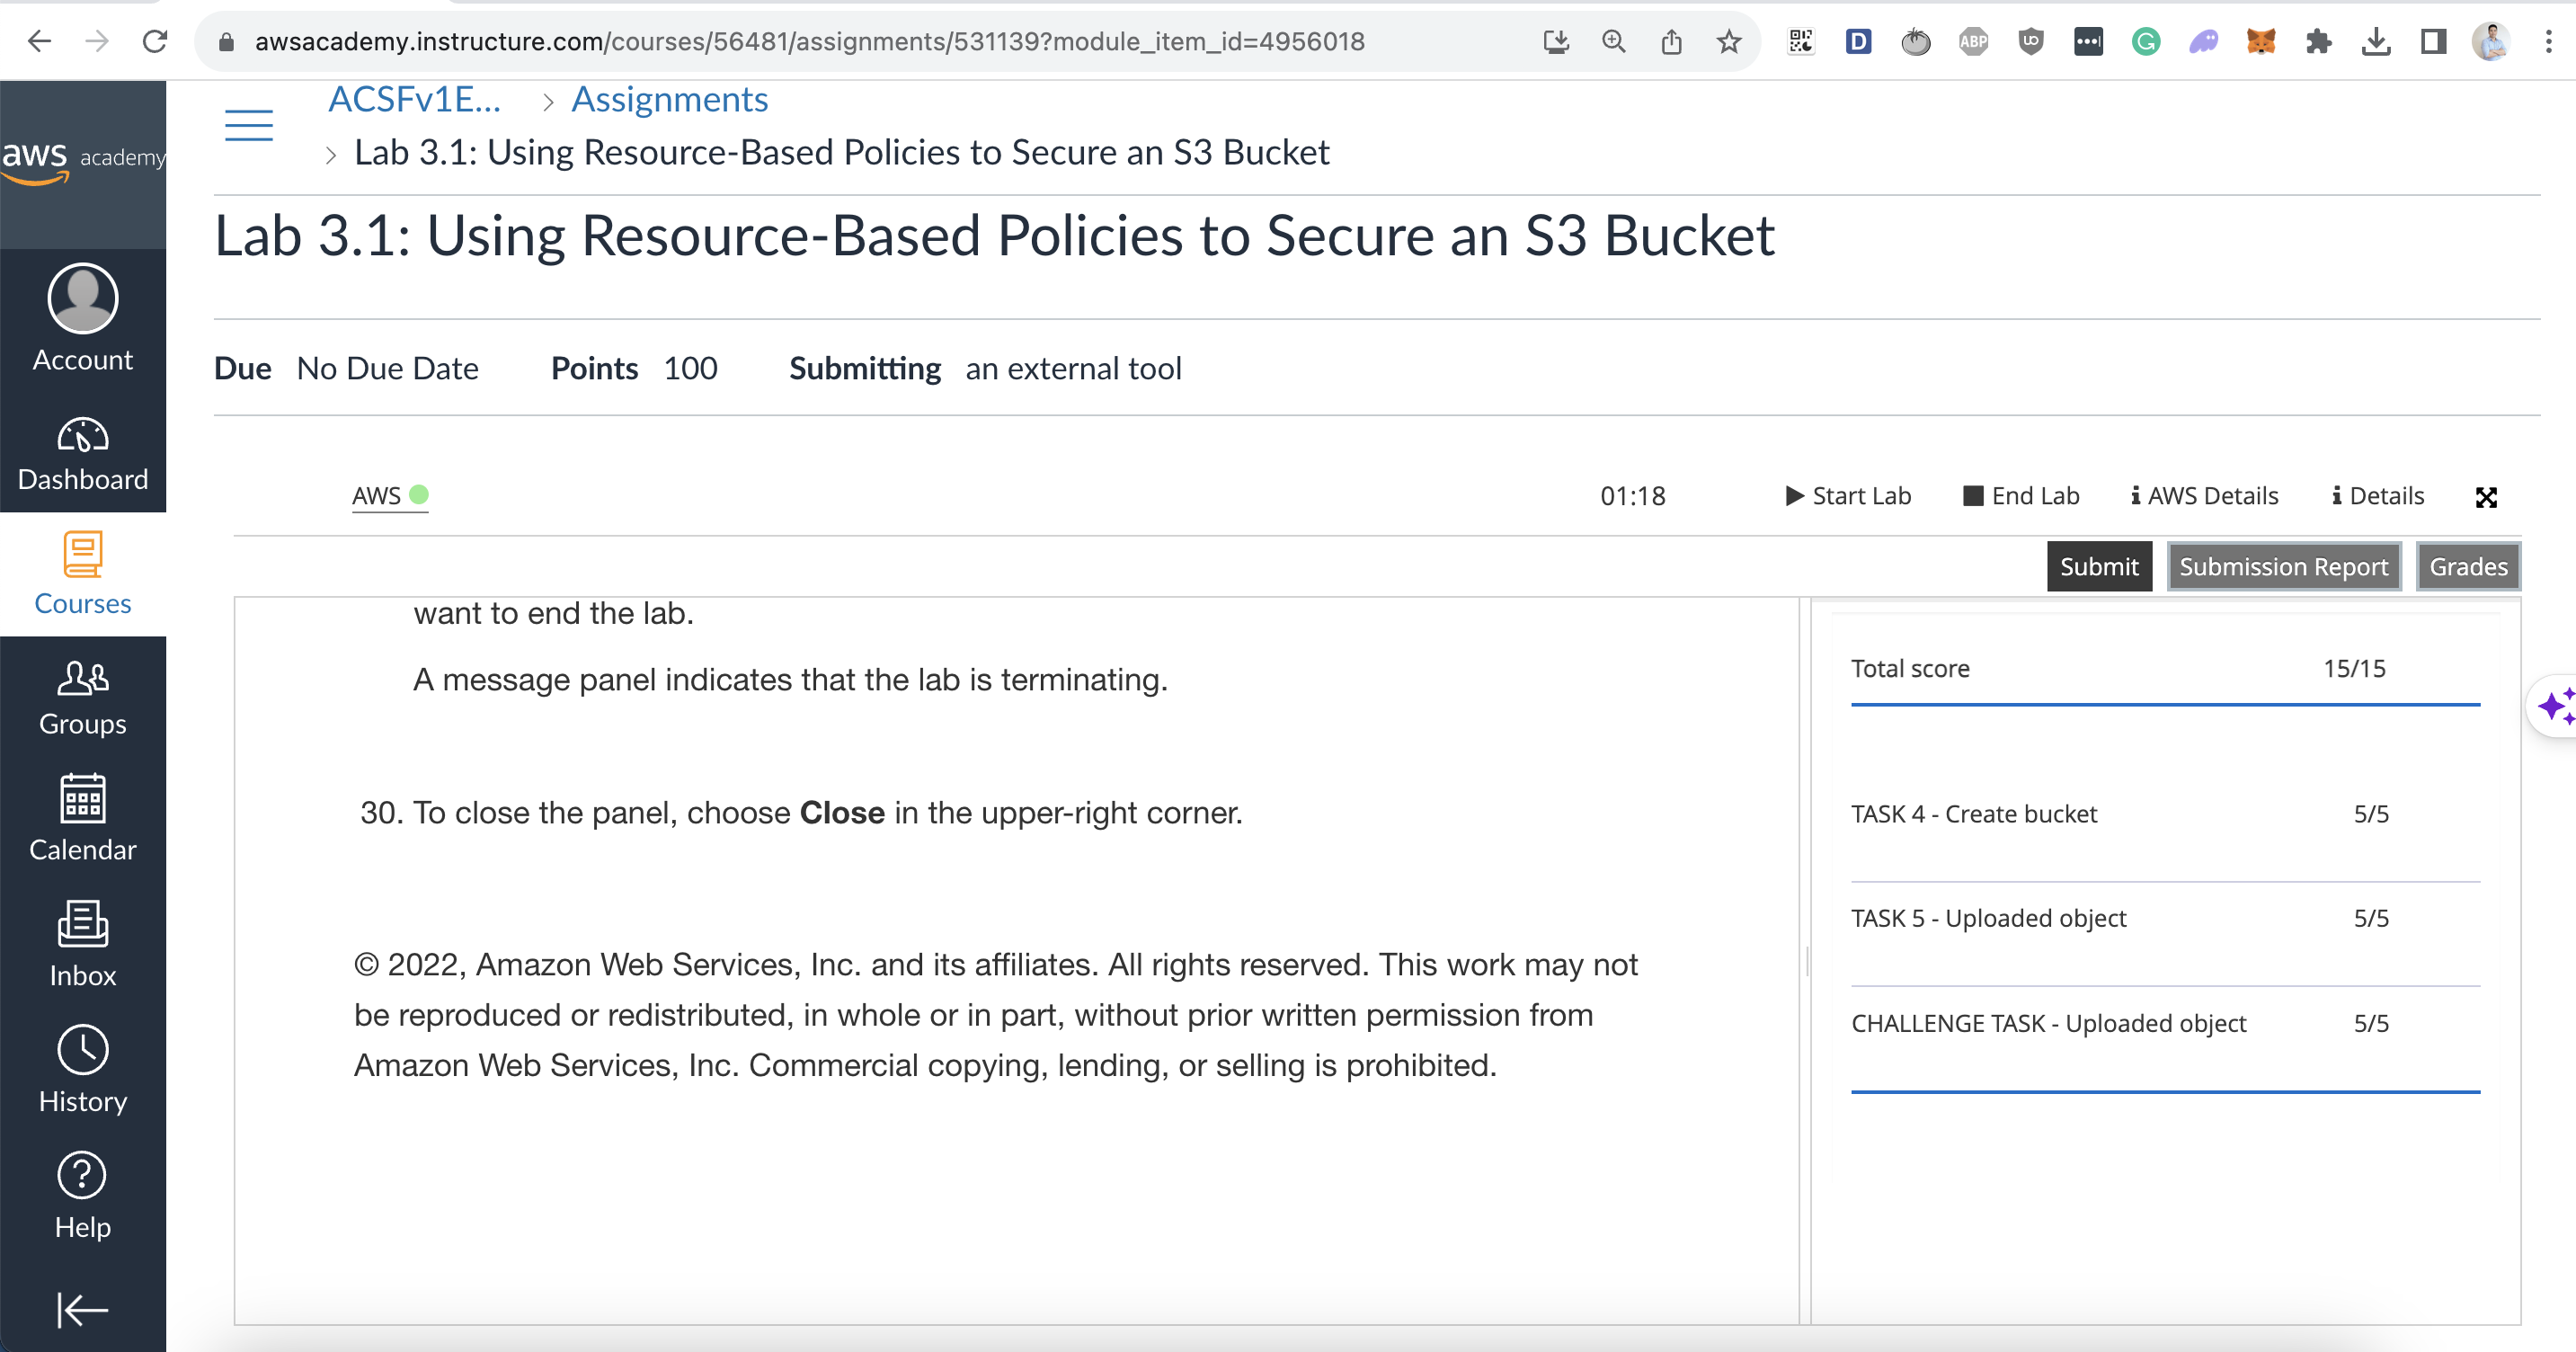 awsacademy.instructure.com/courses/56481/assignments/531139?module_item_id=4956018
D
ABP
aws academy
Account
Dashboard
Courses
Groups
Calendar
Inbox
History
Help
ACSFv1E... > Assignments
> Lab 3.1: Using Resource-Based Policies to Secure an S3 Bucket
Lab 3.1: Using Resource-Based Policies to Secure an S3 Bucket
Due No Due Date Points 100 Submitting an external tool
AWS 01:18 Start Lab End Lab AWS Details Details
Submit Submission Report Grades
want to end the lab.
A message panel indicates that the lab is terminating.
30. To close the panel, choose Close in the upper-right corner.
© 2022, Amazon Web Services, Inc. and its affiliates. All rights reserved. This work may not
be reproduced or redistributed, in whole or in part, without prior written permission from
Amazon Web Services, Inc. Commercial copying, lending, or selling is prohibited.
Total score 15/15
TASK 4 - Create bucket 5/5
TASK 5 - Uploaded object 5/5
CHALLENGE TASK - Uploaded object 5/5